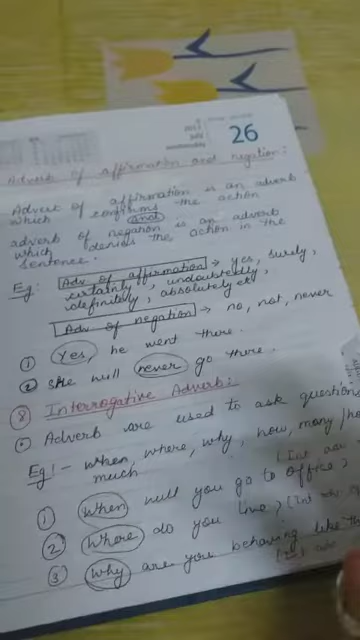 26
Adverb of affirmation and negation:
Adverb of affirmation is an adverb
which confirms the action
and
adverb of negation is an adverb
which denies the action in the
sentence.
Eg: Adv. of affirmation → yes, surely,
certainly, undoubtedly,
definitely, absolutely etc,
Adv. of negation → no, not, never
① Yes, he went there.
② She will never go there.
⑧ Interrogative Adverb:
Adverb are used to ask question
Eg:- When, where, why, how, many /
much
① When will you go to office?
② Where do you live? (Int
③ Why are you behaving like